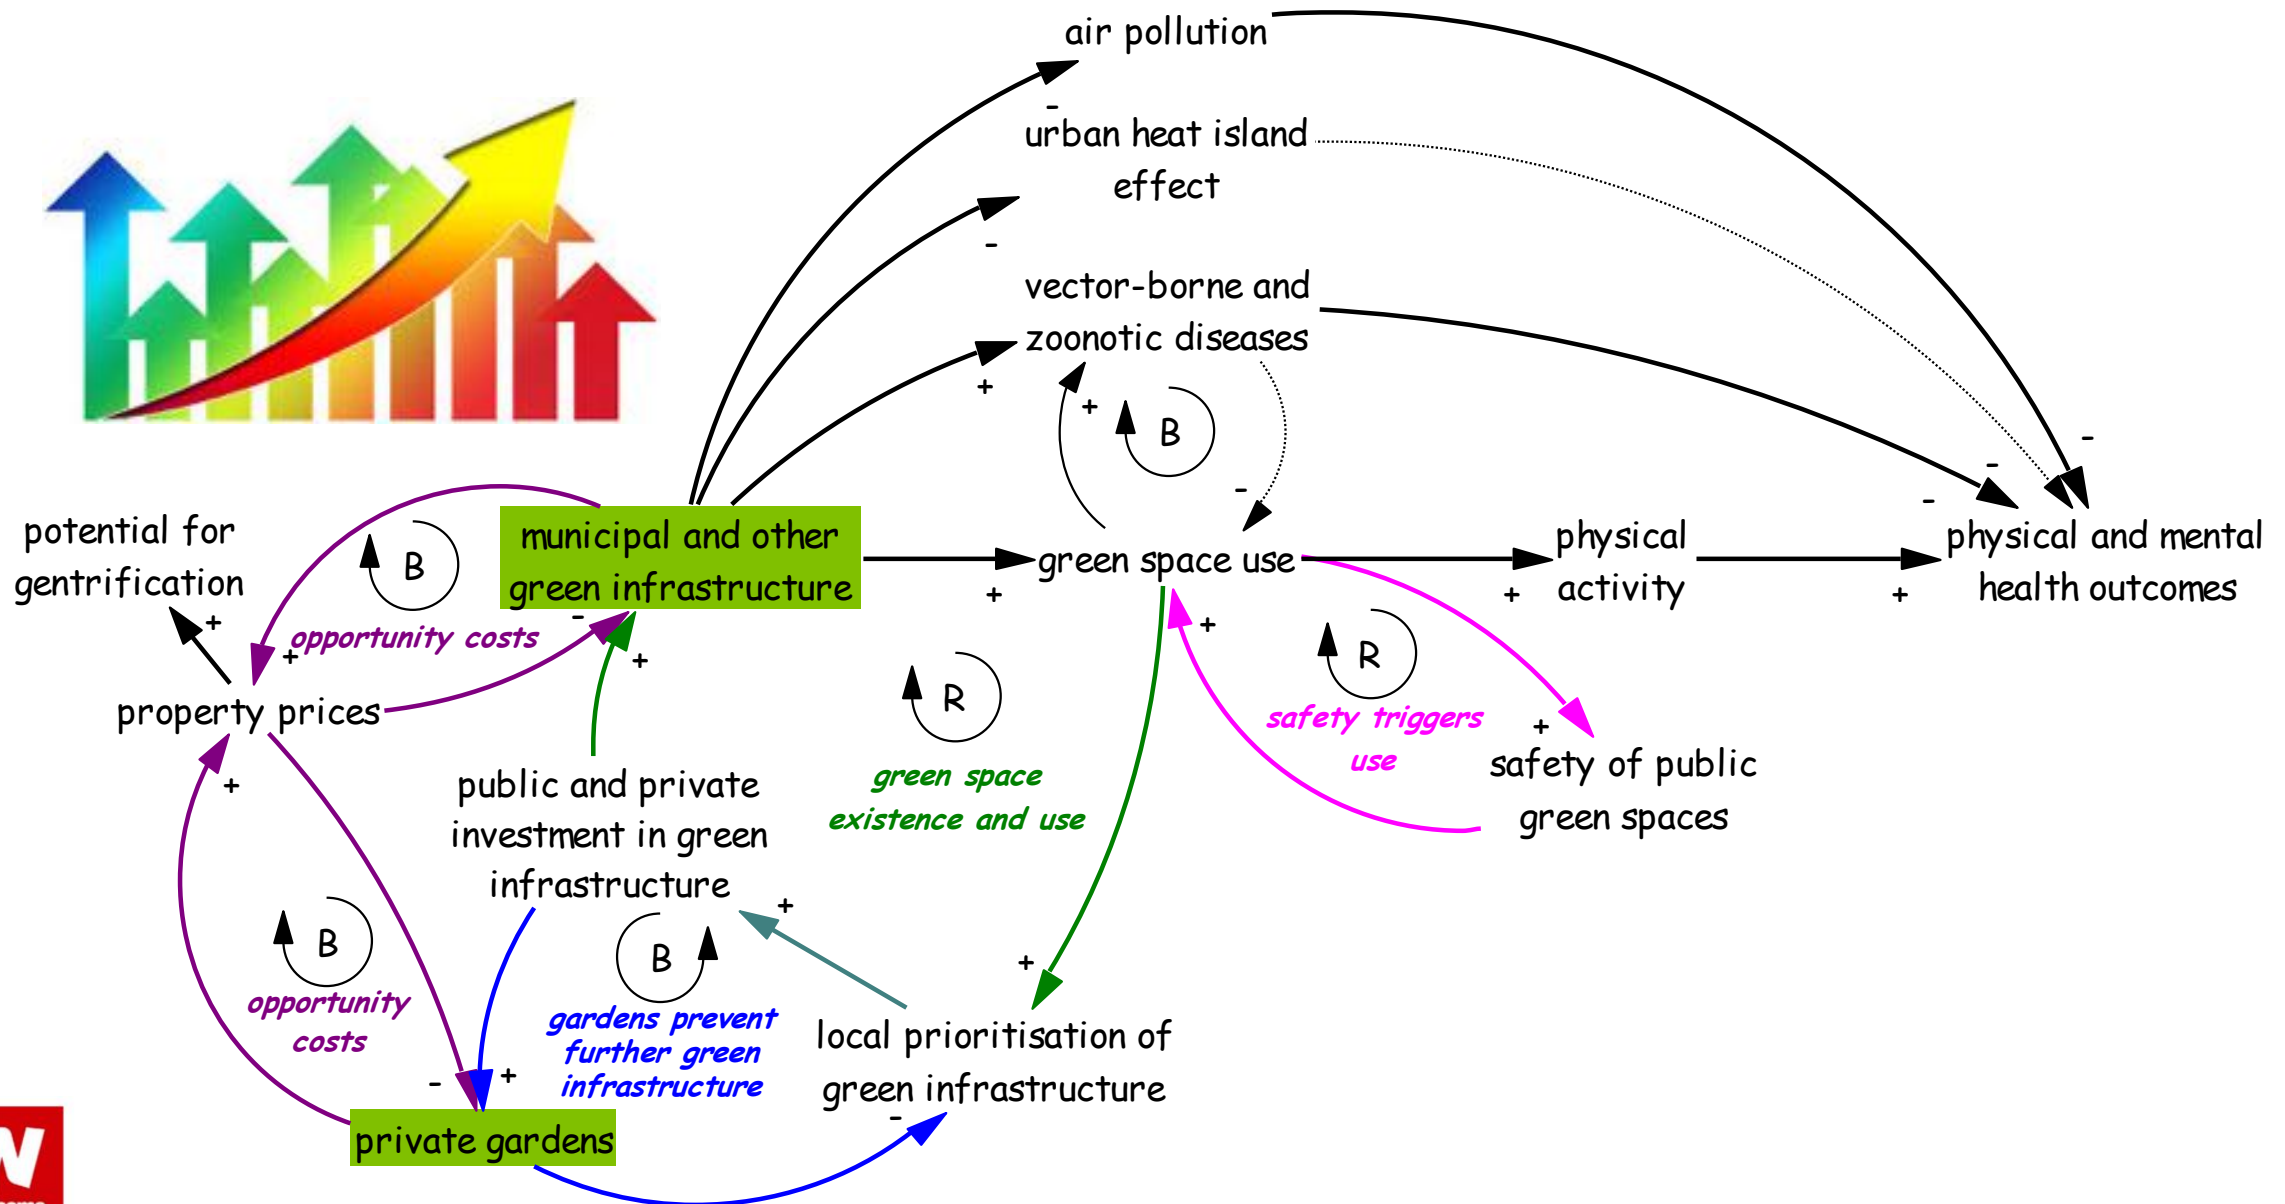 air pollution
-
urban heat island
effect
-
vector-borne and
zoonotic diseases
+
+
B
-
-
-
-
potential for
gentrification
+
B
municipal and other
green infrastructure
-
opportunity costs
+
+
property prices
+
green space use
+
+
physical
activity
+
+
physical and mental
health outcomes
R
green space
existence and use
R
safety triggers
use
+
safety of public
green spaces
public and private
investment in green
infrastructure
+
B
opportunity
costs
B
gardens prevent
further green
infrastructure
+
local prioritisation of
green infrastructure
-
-
+
private gardens
W